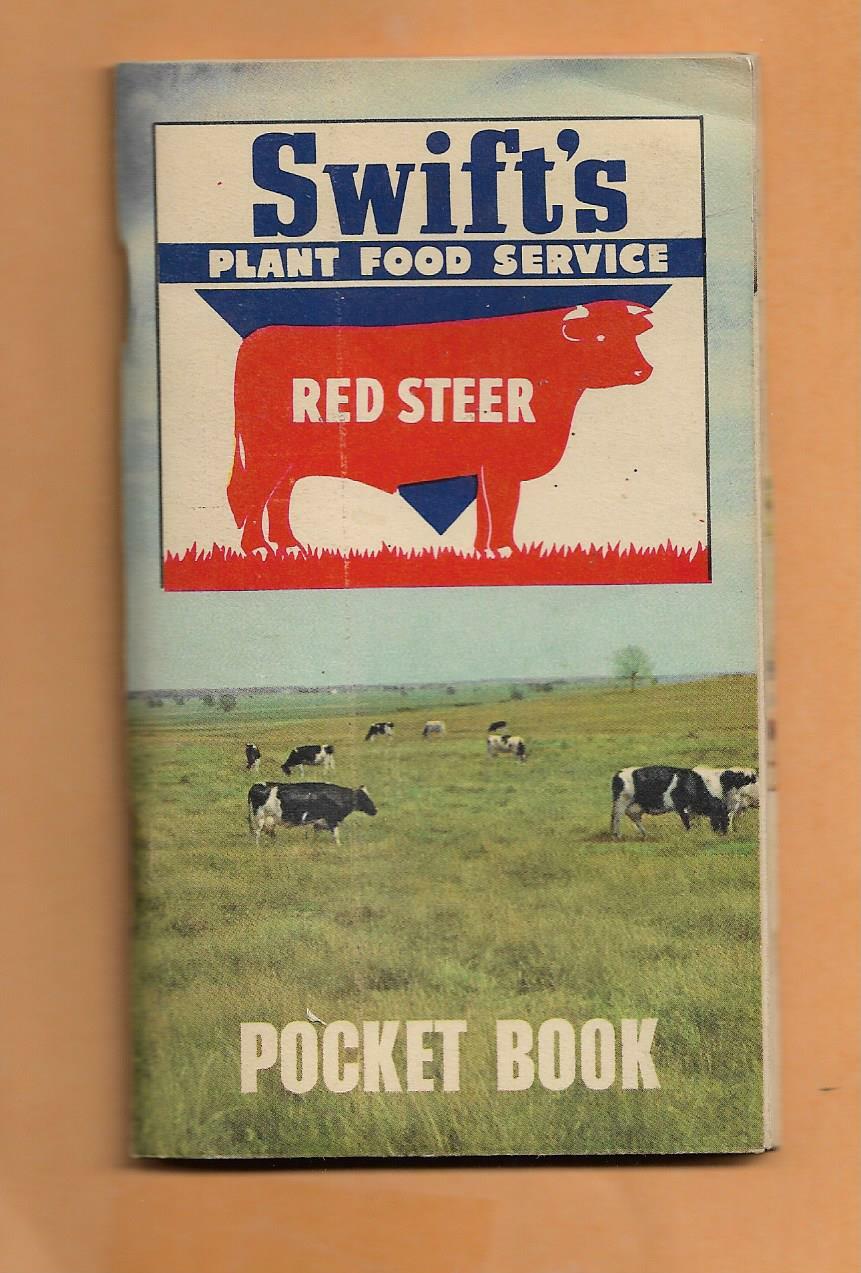 Swift's
PLANT FOOD SERVICE
RED STEER
POCKET BOOK